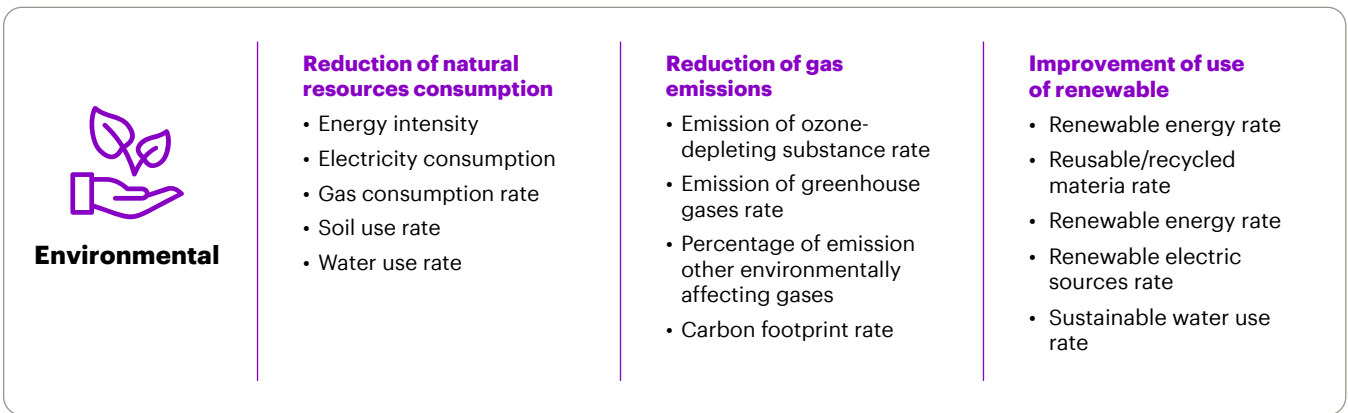 Environmental
Reduction of natural
resources consumption
• Energy intensity
• Electricity consumption
• Gas consumption rate
• Soil use rate
• Water use rate
Reduction of gas
emissions
• Emission of ozone-
depleting substance rate
• Emission of greenhouse
gases rate
• Percentage of emission
other environmentally
affecting gases
• Carbon footprint rate
Improvement of use
of renewable
• Renewable energy rate
• Reusable/recycled
materia rate
• Renewable energy rate
• Renewable electric
sources rate
• Sustainable water use
rate